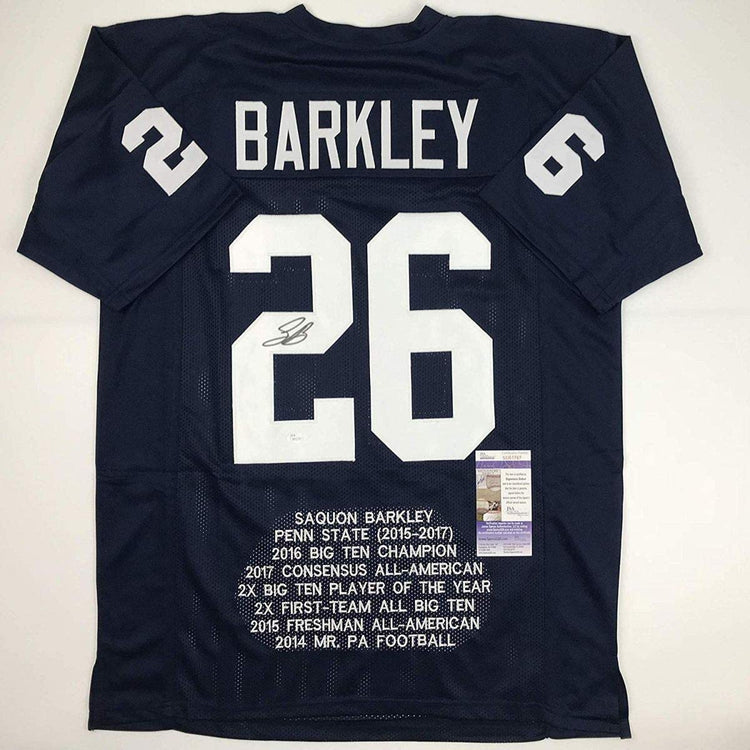 BARKLEY
2
6
26
SAQUON BARKLEY
PENN STATE (2015-2017)
2016 BIG TEN CHAMPION
2017 CONSENSUS ALL-AMERICAN
2X BIG TEN PLAYER OF THE YEAR
2X FIRST-TEAM ALL BIG TEN
2015 FRESHMAN ALL-AMERICAN
2014 MR. PA FOOTBALL